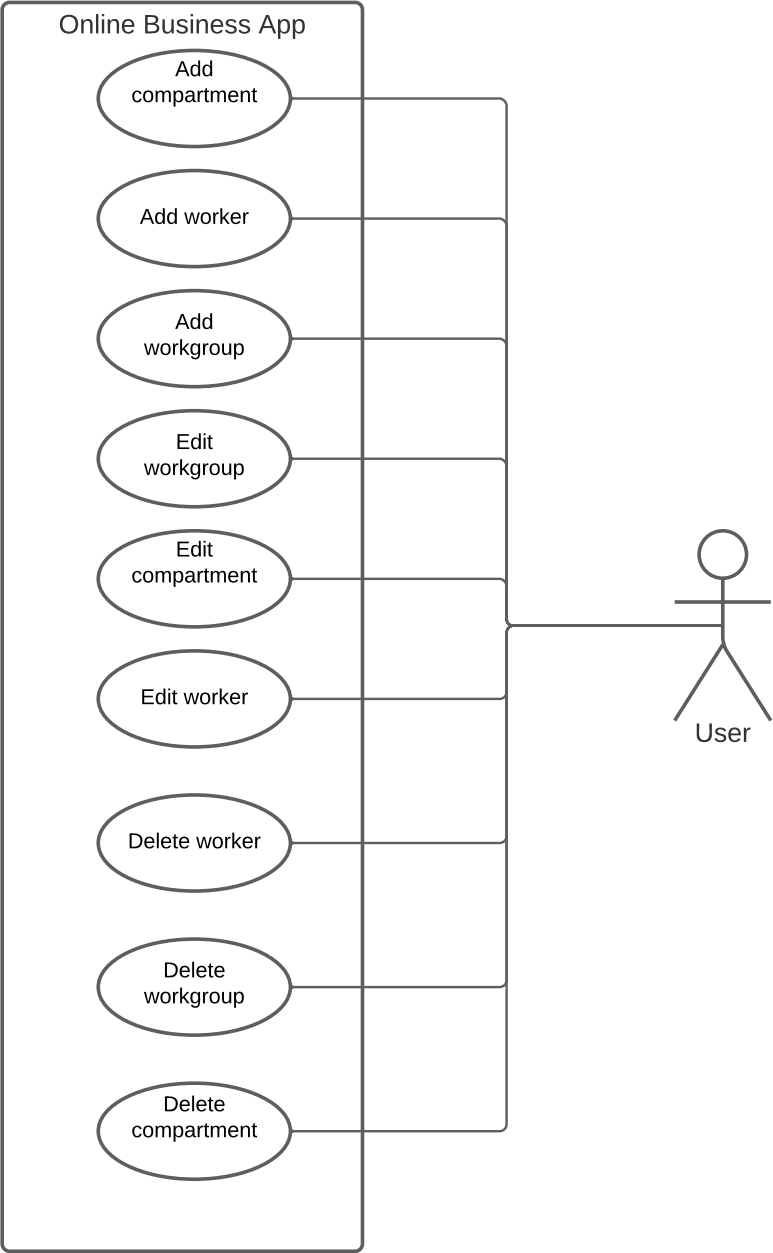 Online Business App
Add
compartment
Add worker
Add
workgroup
Edit
workgroup
Edit
compartment
Edit worker
User
Delete worker
Delete
workgroup
Delete
compartment